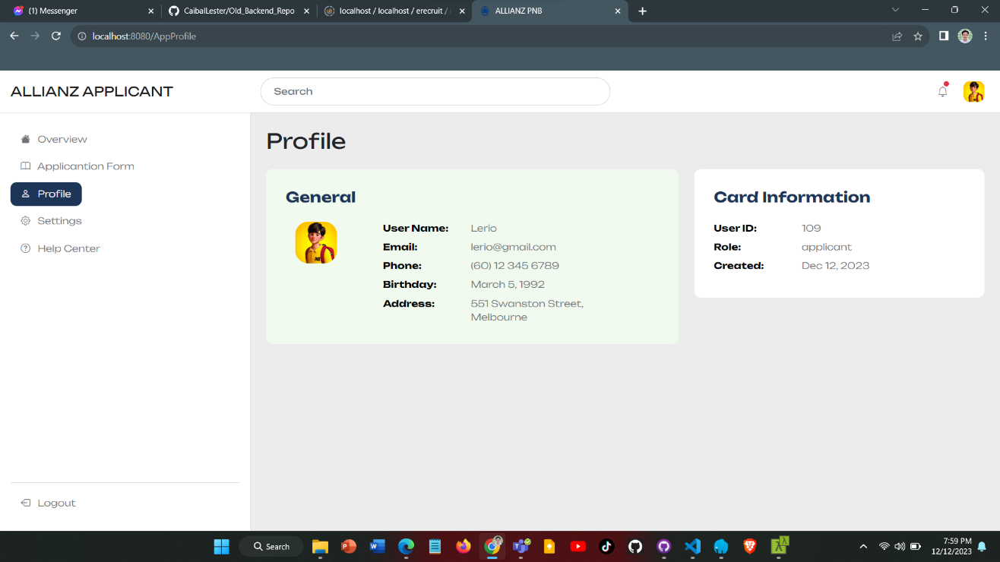 (1) Messenger
CaibalLester/Old_Backend_Repo
localhost / localhost / erecruit /
ALLIANZ PNB
localhost:8080/AppProfile
ALLIANZ APPLICANT
Search
Overview
Applicantion Form
Profile
Settings
Help Center
Logout
Profile
General
User Name: Lerio
Email: lerio@gmail.com
Phone: (60) 12 345 6789
Birthday: March 5, 1992
Address: 551 Swanston Street,
Melbourne
Card Information
User ID: 109
Role: applicant
Created: Dec 12, 2023
Search
7:59 PM
12/12/2023